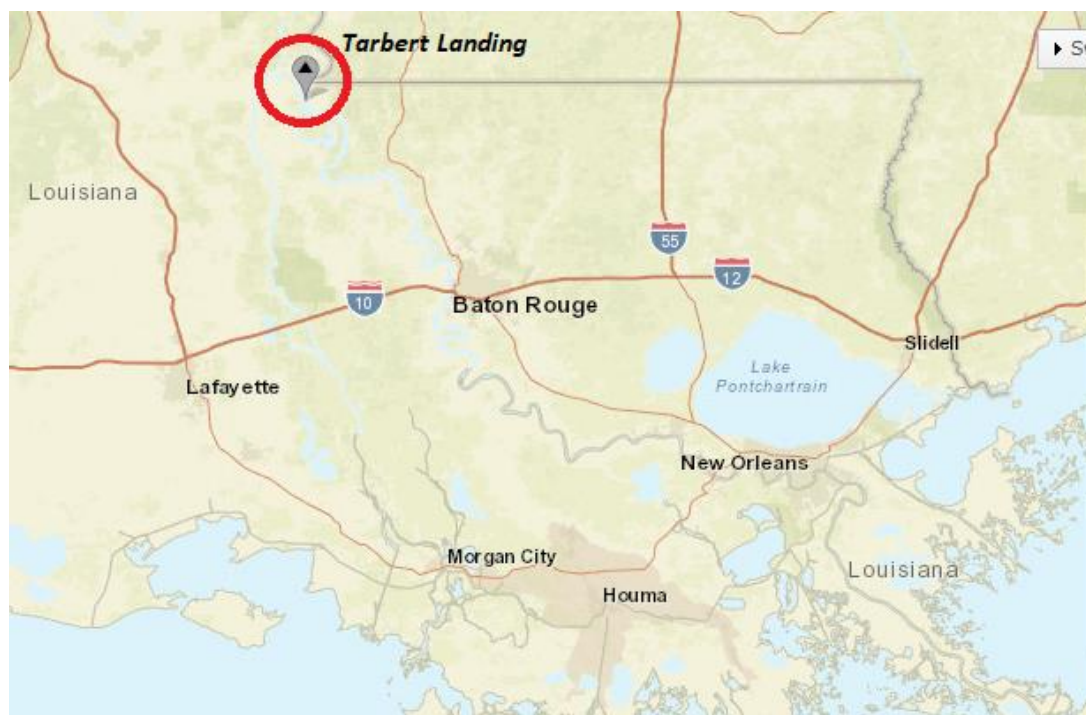 Tarbert Landing
S
Louisiana
55
12
10
Baton Rouge
Slidell
Lake
Pontchartrain
Lafayette
New Orleans
Morgan City
Louisiana
Houma